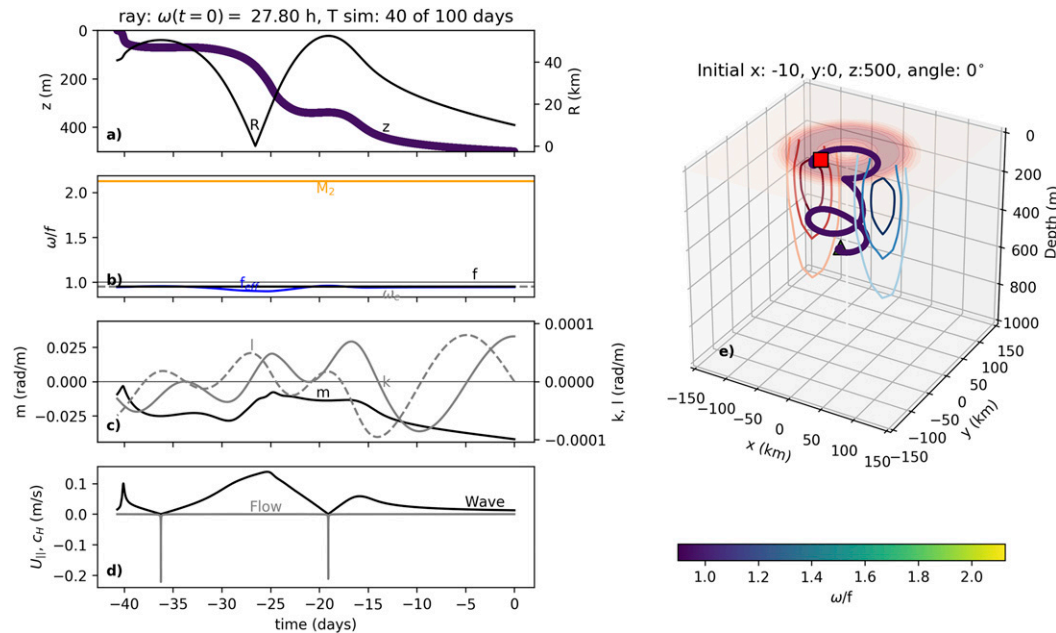 ray: ω(t=0) = 27.80 h, T sim: 40 of 100 days
0
200
400
z (m)
40
20
0
R (km)
R
z
a)
2.0
1.5
1.0
ω/f
M₂
f_eff
f
ω_c
b)
0.025
0.000
−0.025
m (rad/m)
0.0001
0.0000
−0.0001
k, l (rad/m)
l
k
m
c)
0.1
0.0
−0.1
−0.2
U_||, c_H (m/s)
Flow
Wave
d)
−40 −35 −30 −25 −20 −15 −10 −5 0
time (days)
Initial x: -10, y:0, z:500, angle: 0°
0
200
400
600
800
1000
Depth (m)
e)
−150 −100 −50 0 50 100 150
x (km)
−150 −100 −50 0 50 100 150
y (km)
1.0 1.2 1.4 1.6 1.8 2.0
ω/f